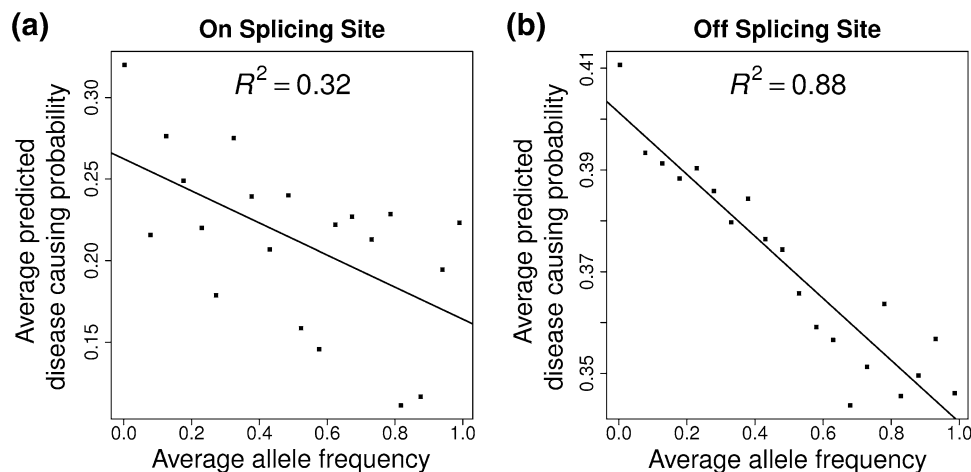 (a)
On Splicing Site
R² = 0.32
Average predicted
disease causing probability
0.30
0.25
0.20
0.15
0.0 0.2 0.4 0.6 0.8 1.0
Average allele frequency
(b)
Off Splicing Site
R² = 0.88
Average predicted
disease causing probability
0.41
0.39
0.37
0.35
0.0 0.2 0.4 0.6 0.8 1.0
Average allele frequency